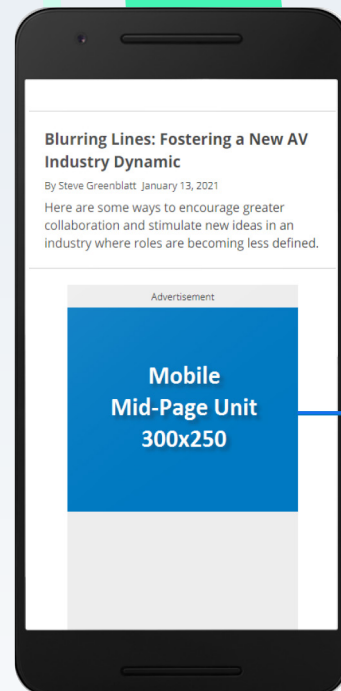 Blurring Lines: Fostering a New AV
Industry Dynamic
By Steve Greenblatt January 13, 2021
Here are some ways to encourage greater
collaboration and stimulate new ideas in an
industry where roles are becoming less defined.
Advertisement
Mobile
Mid-Page Unit
300x250